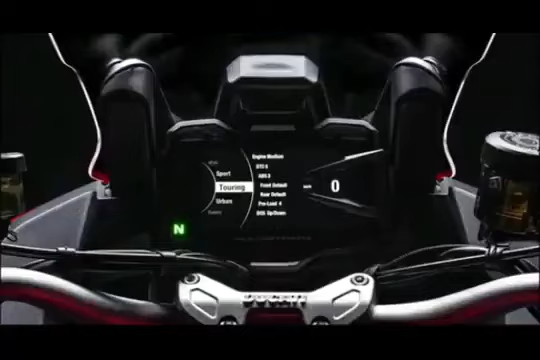 Sport
Touring
Urban
Enduro
Engine Medium
DTC 5
ABS 3
Front Default
Rear Default
Pre-Load 4
DQS Up/Down
0
N
DUCATI